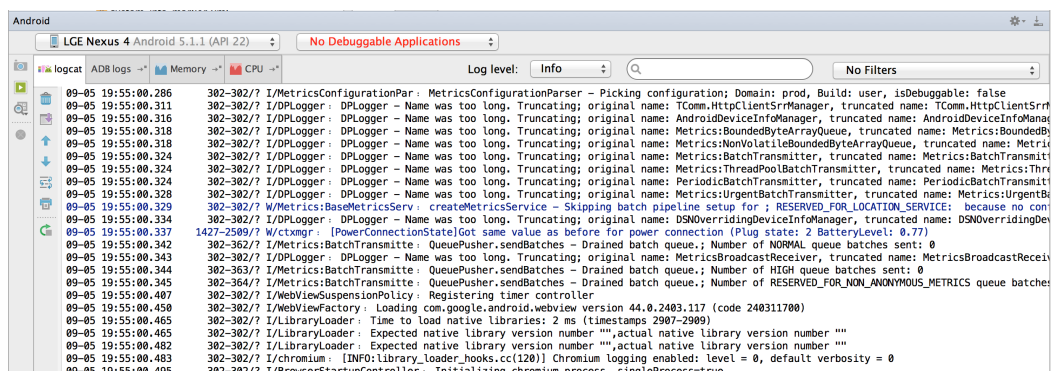 Android
LGE Nexus 4 Android 5.1.1 (API 22) No Debuggable Applications
logcat ADB logs Memory CPU Log level: Info No Filters
09-05 19:55:00.286 302-302/? I/MetricsConfigurationPar: MetricsConfigurationParser – Picking configuration; Domain: prod, Build: user, isDebuggable: false
09-05 19:55:00.311 302-302/? I/DPLogger: DPLogger – Name was too long. Truncating; original name: TComm.HttpClientSrrManager, truncated name: TComm.HttpClientSrrM
09-05 19:55:00.316 302-302/? I/DPLogger: DPLogger – Name was too long. Truncating; original name: AndroidDeviceInfoManager, truncated name: AndroidDeviceInfoManag
09-05 19:55:00.318 302-302/? I/DPLogger: DPLogger – Name was too long. Truncating; original name: Metrics:BoundedByteArrayQueue, truncated name: Metrics:BoundedBy
09-05 19:55:00.318 302-302/? I/DPLogger: DPLogger – Name was too long. Truncating; original name: Metrics:NonVolatileBoundedByteArrayQueue, truncated name: Metric
09-05 19:55:00.324 302-302/? I/DPLogger: DPLogger – Name was too long. Truncating; original name: Metrics:BatchTransmitter, truncated name: Metrics:BatchTransmitt
09-05 19:55:00.324 302-302/? I/DPLogger: DPLogger – Name was too long. Truncating; original name: Metrics:ThreadPoolBatchTransmitter, truncated name: Metrics:Thre
09-05 19:55:00.324 302-302/? I/DPLogger: DPLogger – Name was too long. Truncating; original name: PeriodicBatchTransmitter, truncated name: PeriodicBatchTransmitt
09-05 19:55:00.328 302-302/? I/DPLogger: DPLogger – Name was too long. Truncating; original name: Metrics:UrgentBatchTransmitter, truncated name: Metrics:UrgentBa
09-05 19:55:00.329 302-302/? W/Metrics:BaseMetricsServ: createMetricsService – Skipping batch pipeline setup for ; RESERVED_FOR_LOCATION_SERVICE: because no con
09-05 19:55:00.334 302-302/? I/DPLogger: DPLogger – Name was too long. Truncating; original name: DSNOverridingDeviceInfoManager, truncated name: DSNOverridingDev
09-05 19:55:00.337 1427-2509/? W/ctxmgr: [PowerConnectionState]Got same value as before for power connection (Plug state: 2 BatteryLevel: 0.77)
09-05 19:55:00.342 302-362/? I/Metrics:BatchTransmitte: QueuePusher.sendBatches – Drained batch queue.; Number of NORMAL queue batches sent: 0
09-05 19:55:00.343 302-302/? I/DPLogger: DPLogger – Name was too long. Truncating; original name: MetricsBroadcastReceiver, truncated name: MetricsBroadcastReceiv
09-05 19:55:00.344 302-363/? I/Metrics:BatchTransmitte: QueuePusher.sendBatches – Drained batch queue.; Number of HIGH queue batches sent: 0
09-05 19:55:00.345 302-364/? I/Metrics:BatchTransmitte: QueuePusher.sendBatches – Drained batch queue.; Number of RESERVED_FOR_NON_ANONYMOUS_METRICS queue batches
09-05 19:55:00.407 302-302/? I/WebViewSuspensionPolicy: Registering timer controller
09-05 19:55:00.450 302-302/? I/WebViewFactory: Loading com.google.android.webview version 44.0.2403.117 (code 240311700)
09-05 19:55:00.465 302-302/? I/LibraryLoader: Time to load native libraries: 2 ms (timestamps 2907-2909)
09-05 19:55:00.465 302-302/? I/LibraryLoader: Expected native library version number "",actual native library version number ""
09-05 19:55:00.482 302-302/? I/LibraryLoader: Expected native library version number "",actual native library version number ""
09-05 19:55:00.483 302-302/? I/chromium: [INFO:library_loader_hooks.cc(120)] Chromium logging enabled: level = 0, default verbosity = 0
09-05 19:55:00.495 302-302/? I/BrowserStartupController: Initializing chromium process, singleProcess=true